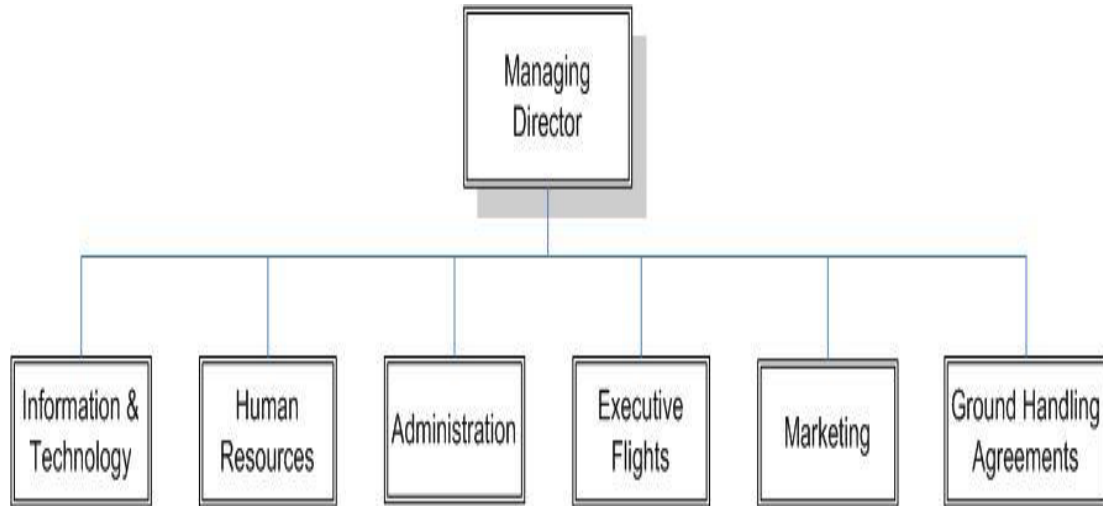 Managing
Director
Information &
Technology
Human
Resources
Administration
Executive
Flights
Marketing
Ground Handling
Agreements